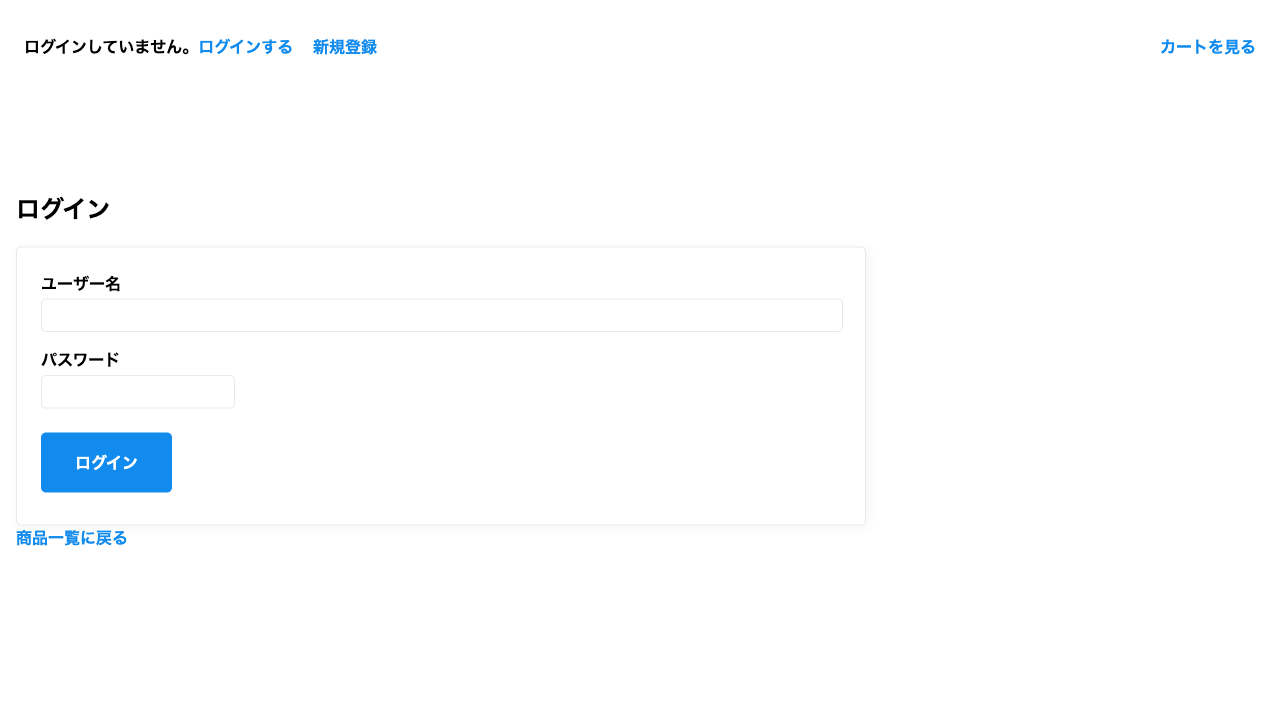 ログインしていません。ログインする 新規登録 カートを見る
ログイン
ユーザー名
パスワード
ログイン
商品一覧に戻る